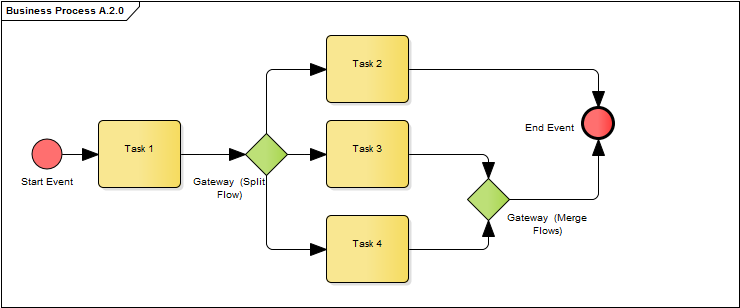 Business Process A.2.0
Task 2
End Event
Task 1
Task 3
Start Event
Gateway (Split
Flow)
Gateway (Merge
Flows)
Task 4